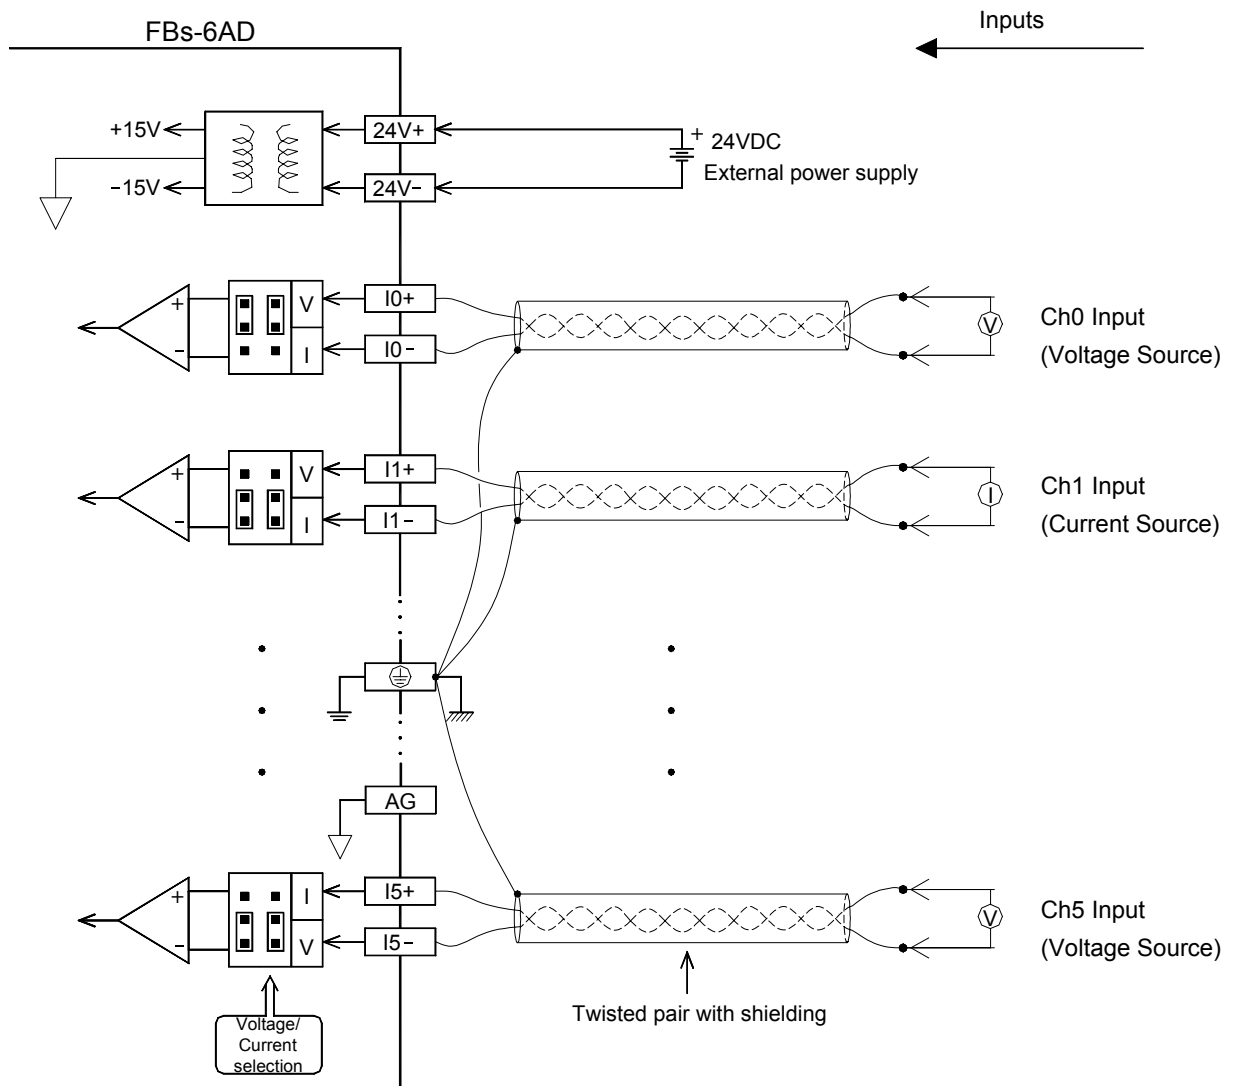 FBs-6AD
Inputs
+15V
−15V
24V+
24V−
+ 24VDC
External power supply
+
−
V
I
I0+
I0−
V
Ch0 Input
(Voltage Source)
+
−
V
I
I1+
I1−
I
Ch1 Input
(Current Source)
AG
+
−
I
V
I5+
I5−
V
Ch5 Input
(Voltage Source)
Twisted pair with shielding
Voltage/
Current
selection